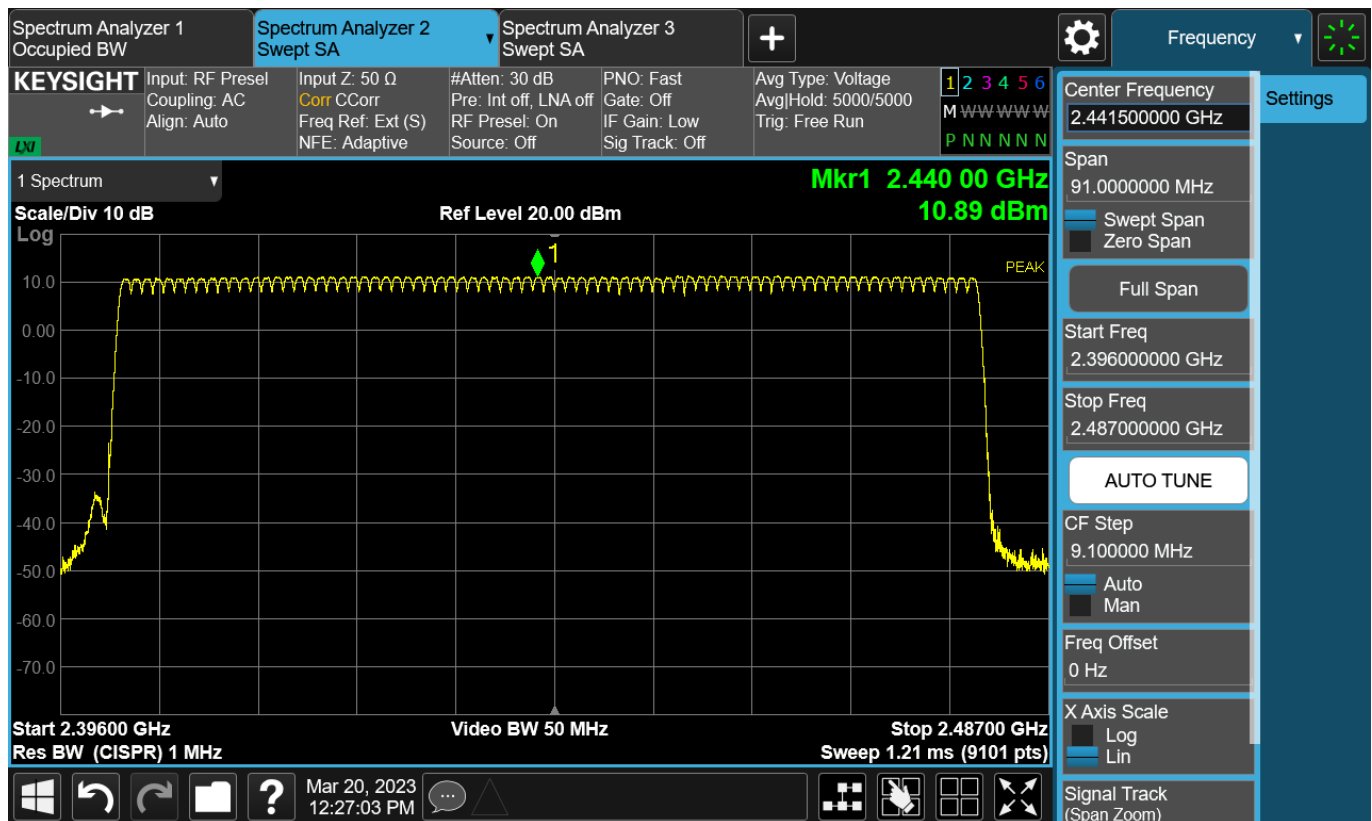 Spectrum Analyzer 1
Occupied BW
Spectrum Analyzer 2
Swept SA
Spectrum Analyzer 3
Swept SA
Frequency
KEYSIGHT
LXI
Input: RF Presel
Coupling: AC
Align: Auto
Input Z: 50 Ω
Corr CCorr
Freq Ref: Ext (S)
NFE: Adaptive
#Atten: 30 dB
Pre: Int off, LNA off
RF Presel: On
Source: Off
PNO: Fast
Gate: Off
IF Gain: Low
Sig Track: Off
Avg Type: Voltage
Avg|Hold: 5000/5000
Trig: Free Run
1 2 3 4 5 6
M W W W W W
P N N N N N
1 Spectrum
Mkr1 2.440 00 GHz
Scale/Div 10 dB
Ref Level 20.00 dBm
10.89 dBm
Log
1
PEAK
10.0
0.00
-10.0
-20.0
-30.0
-40.0
-50.0
-60.0
-70.0
Start 2.39600 GHz
Video BW 50 MHz
Stop 2.48700 GHz
Res BW (CISPR) 1 MHz
Sweep 1.21 ms (9101 pts)
?
Mar 20, 2023
12:27:03 PM
Center Frequency
2.441500000 GHz
Settings
Span
91.0000000 MHz
Swept Span
Zero Span
Full Span
Start Freq
2.396000000 GHz
Stop Freq
2.487000000 GHz
AUTO TUNE
CF Step
9.100000 MHz
Auto
Man
Freq Offset
0 Hz
X Axis Scale
Log
Lin
Signal Track
(Span Zoom)